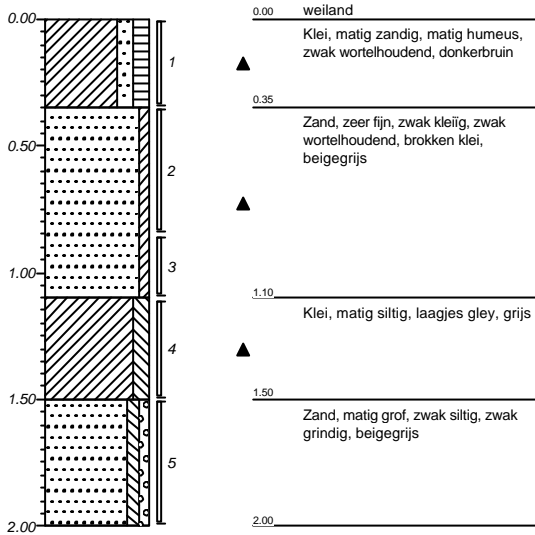 0.00
0.50
1.00
1.50
2.00
1
2
3
4
5
0.00 weiland
Klei, matig zandig, matig humeus,
zwak wortelhoudend, donkerbruin
0.35
Zand, zeer fijn, zwak kleiïg, zwak
wortelhoudend, brokken klei,
beigegrijs
1.10
Klei, matig siltig, laagjes gley, grijs
1.50
Zand, matig grof, zwak siltig, zwak
grindig, beigegrijs
2.00